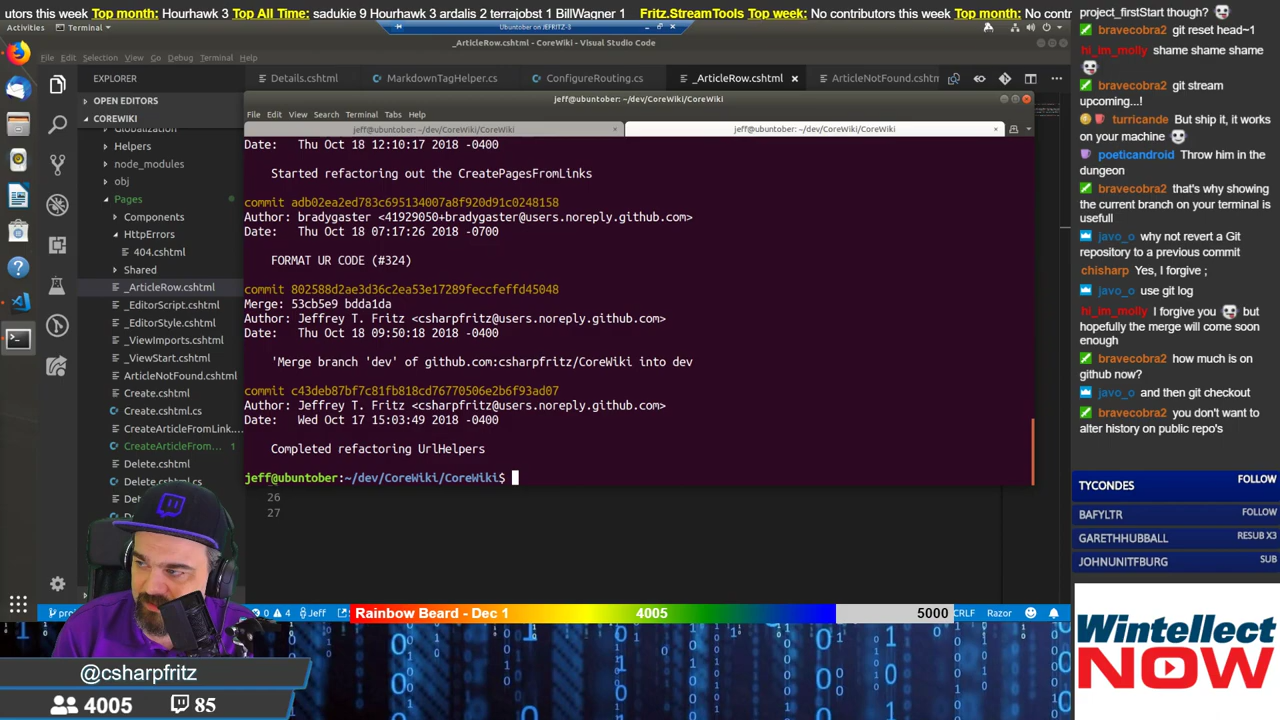 utors this week Top month: Hourhawk 3 Top All Time: sadukie 9 Hourhawk 3 ardalis 2 terrajobst 1 BillWagner 1
Fritz.StreamTools Top week: No contributors this week Top month: No cont
Activities Terminal
Ubuntober on JEFRITZ-3
_ArticleRow.cshtml - CoreWiki - Visual Studio Code
File Edit Selection View Go Debug Terminal Help
EXPLORER
Details.cshtml MarkdownTagHelper.cs ConfigureRouting.cs _ArticleRow.cshtml ArticleNotFound.cshtm
OPEN EDITORS
COREWIKI
Globalization
Helpers
node_modules
obj
Pages
Components
HttpErrors
404.cshtml
Shared
_ArticleRow.cshtml
_EditorScript.cshtml
_EditorStyle.cshtml
_ViewImports.cshtml
_ViewStart.cshtml
ArticleNotFound.cshtml
Create.cshtml
Create.cshtml.cs
CreateArticleFromLink...
CreateArticleFrom... 1
Delete.cshtml
Delete.cshtml.cs
jeff@ubuntober: ~/dev/CoreWiki/CoreWiki
File Edit View Search Terminal Tabs Help
jeff@ubuntober: ~/dev/CoreWiki/CoreWiki
jeff@ubuntober: ~/dev/CoreWiki/CoreWiki
Date: Thu Oct 18 12:10:17 2018 -0400
Started refactoring out the CreatePagesFromLinks
commit adb02ea2ed783c695134007a8f920d91c0248158
Author: bradygaster <41929050+bradygaster@users.noreply.github.com>
Date: Thu Oct 18 07:17:26 2018 -0700
FORMAT UR CODE (#324)
commit 802588d2ae3d36c2ea53e17289feccfeffd45048
Merge: 53cb5e9 bdda1da
Author: Jeffrey T. Fritz <csharpfritz@users.noreply.github.com>
Date: Thu Oct 18 09:50:18 2018 -0400
'Merge branch 'dev' of github.com:csharpfritz/CoreWiki into dev
commit c43deb87bf7c81fb818cd76770506e2b6f93ad07
Author: Jeffrey T. Fritz <csharpfritz@users.noreply.github.com>
Date: Wed Oct 17 15:03:49 2018 -0400
Completed refactoring UrlHelpers
jeff@ubuntober:~/dev/CoreWiki/CoreWiki$
26
27
0 4 Jeff
CRLF Razor
Rainbow Beard - Dec 1 4005 5000
@csharpfritz
4005 85
project_firstStart though?
bravecobra2 git reset head~1
hi_im_molly shame shame shame
bravecobra2 git stream
upcoming...!
turricande But ship it, it works
on your machine
poeticandroid Throw him in the
dungeon
bravecobra2 that's why showing
the current branch on your terminal is
usefull
javo_o why not revert a Git
repository to a previous commit
chisharp Yes, I forgive ;
javo_o use git log
hi_im_molly I forgive you but
hopefully the merge will come soon
enough
bravecobra2 how much is on
github now?
javo_o and then git checkout
bravecobra2 you don't want to
alter history on public repo's
TYCONDES FOLLOW
BAFYLTR FOLLOW
GARETHHUBBALL RESUB X3
JOHNUNITFBURG SUB
Wintellect
NOW